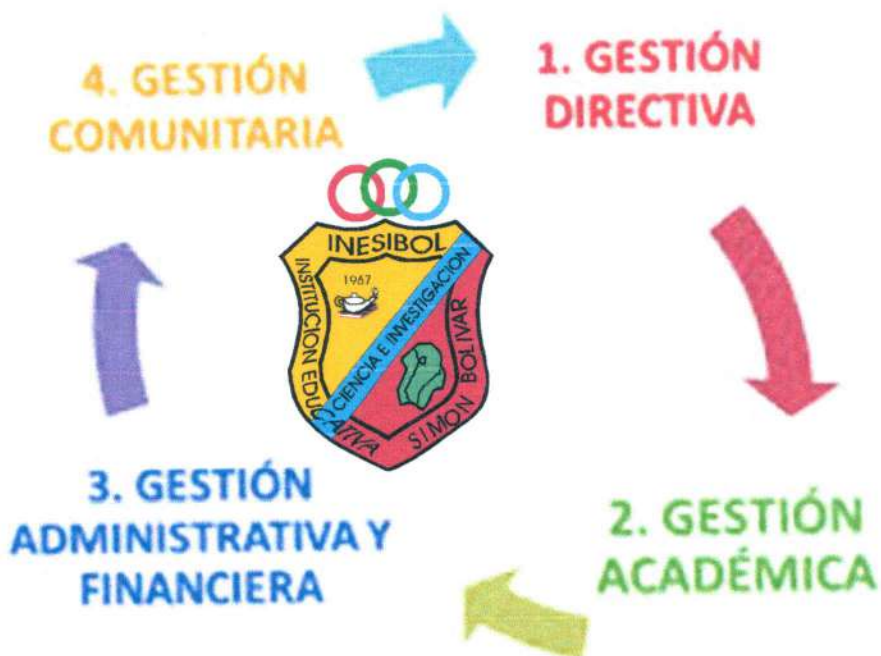 1. GESTIÓN
DIRECTIVA
2. GESTIÓN
ACADÉMICA
3. GESTIÓN
ADMINISTRATIVA Y
FINANCIERA
4. GESTIÓN
COMUNITARIA
INESIBOL
1967
INSTITUCION EDUCATIVA
CIENCIA E INVESTIGACION
SIMON BOLIVAR